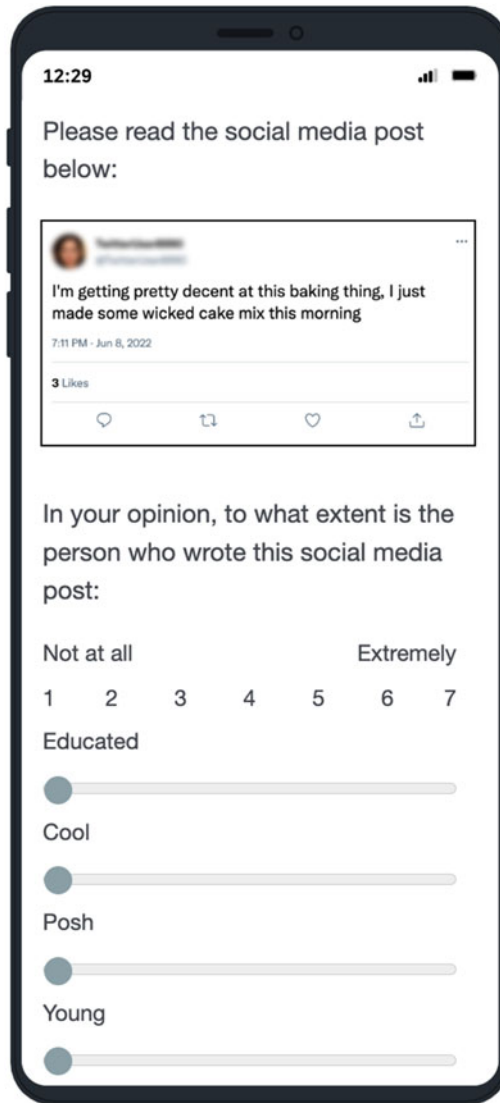 12:29
Please read the social media post
below:
I'm getting pretty decent at this baking thing, I just
made some wicked cake mix this morning
7:11 PM · Jun 8, 2022
3 Likes
In your opinion, to what extent is the
person who wrote this social media
post:
Not at all Extremely
1 2 3 4 5 6 7
Educated
Cool
Posh
Young